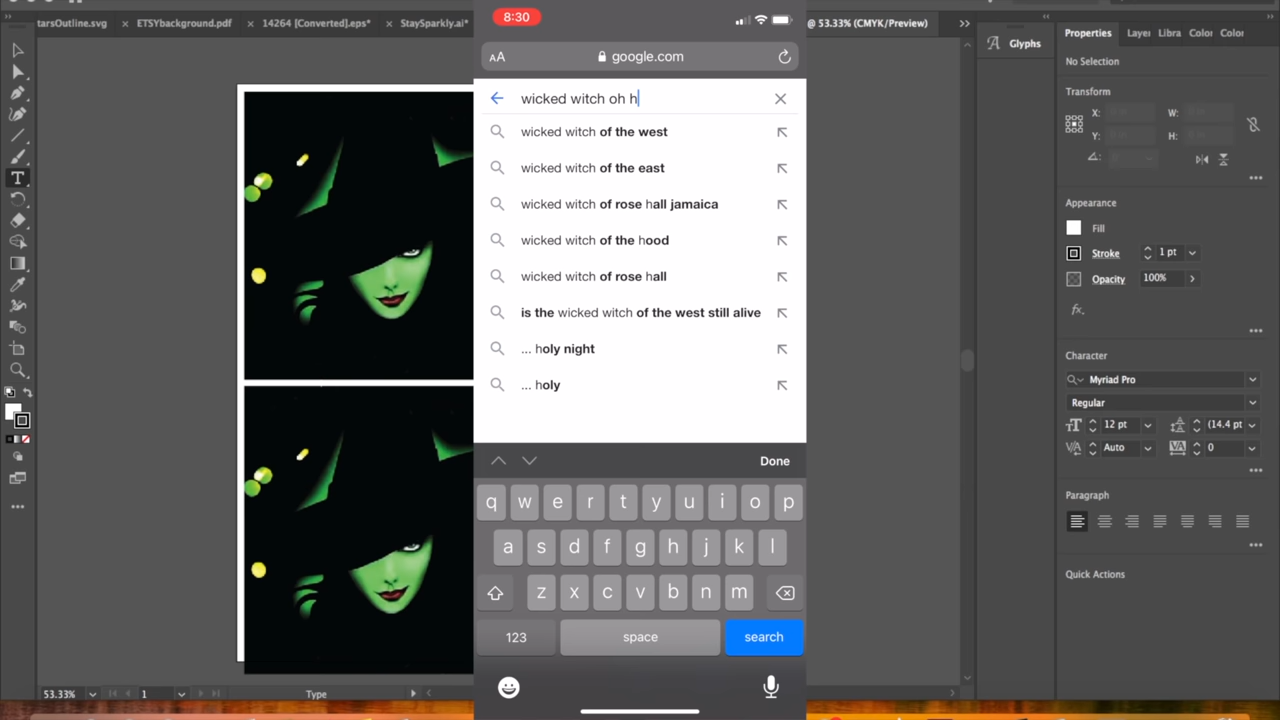 tarsOutline.svg
ETSYbackground.pdf
14264 [Converted].eps*
StaySparkly.ai*
@ 53.33% (CMYK/Preview)
8:30
AA
google.com
wicked witch oh h
wicked witch of the west
wicked witch of the east
wicked witch of rose hall jamaica
wicked witch of the hood
wicked witch of rose hall
is the wicked witch of the west still alive
... holy night
... holy
Done
q w e r t y u i o p
a s d f g h j k l
z x c v b n m
123 space search
53.33%
1
Type
A Glyphs
Properties Layer Libra Color Color
No Selection
Transform
X: W:
Y: H:
Appearance
Fill
Stroke 1 pt
Opacity 100%
fx.
Character
Myriad Pro
Regular
12 pt (14.4 pt
Auto 0
Paragraph
Quick Actions